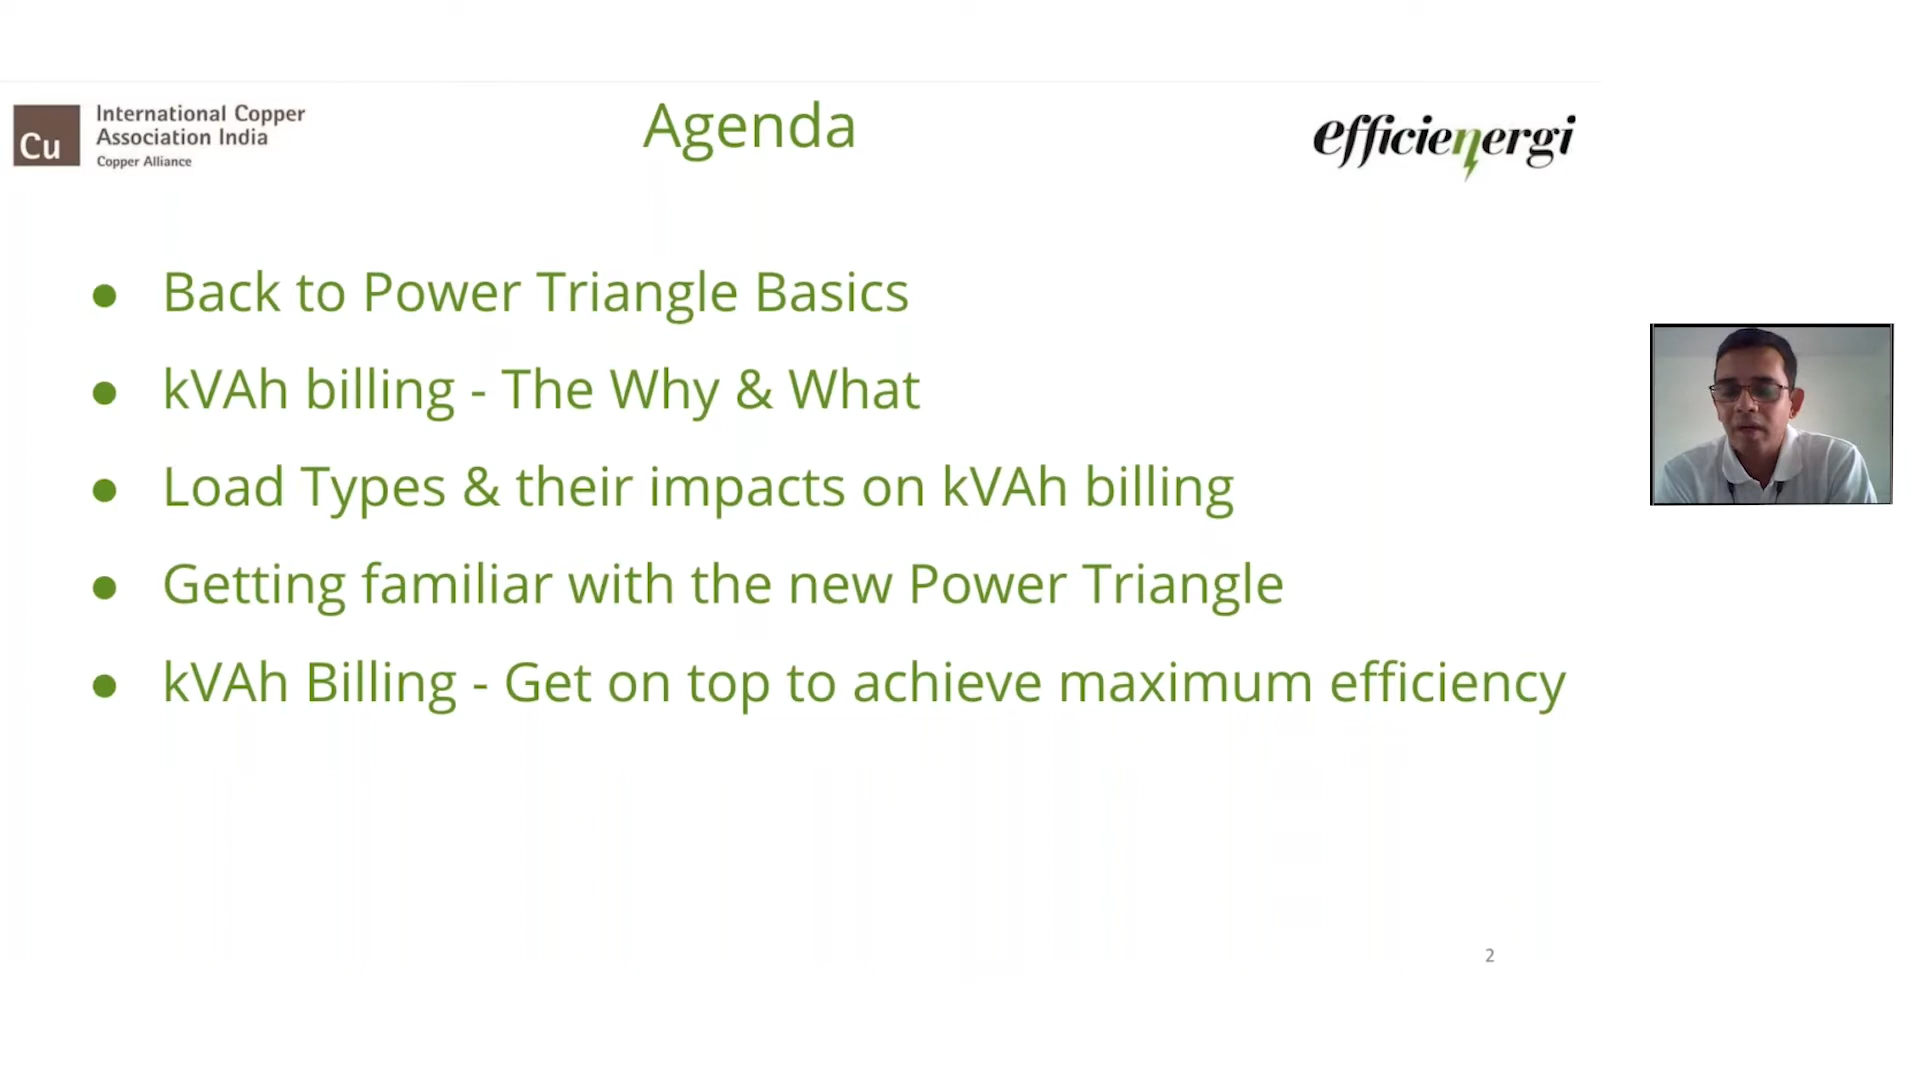 Cu
International Copper
Association India
Copper Alliance
Agenda
efficienergi
● Back to Power Triangle Basics
● kVAh billing - The Why & What
● Load Types & their impacts on kVAh billing
● Getting familiar with the new Power Triangle
● kVAh Billing - Get on top to achieve maximum efficiency
2